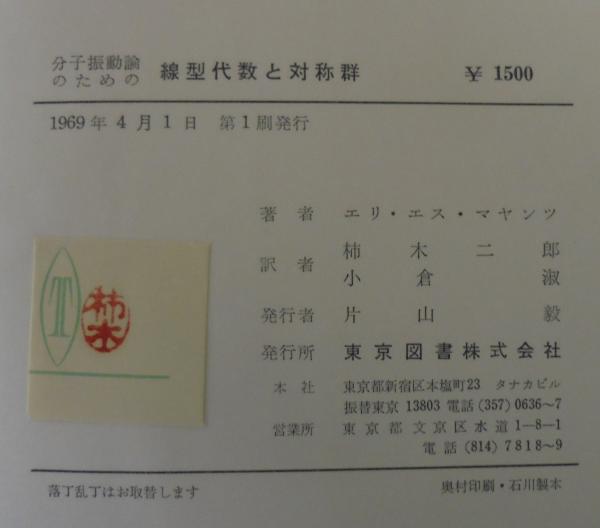 分子振動論
のための
線型代数と対称群 ¥ 1500
1969年4月1日 第1刷発行
著者 エリ・エス・マヤンツ
訳者 柿木二郎
小倉淑
発行者 片山毅
発行所 東京図書株式会社
本社 東京都新宿区本塩町23 タナカビル
振替東京 13803 電話 (357) 0636〜7
営業所 東京都文京区水道1-8-1
電話 (814) 7818〜9
T 柿木
落丁乱丁はお取替します 奥村印刷・石川製本